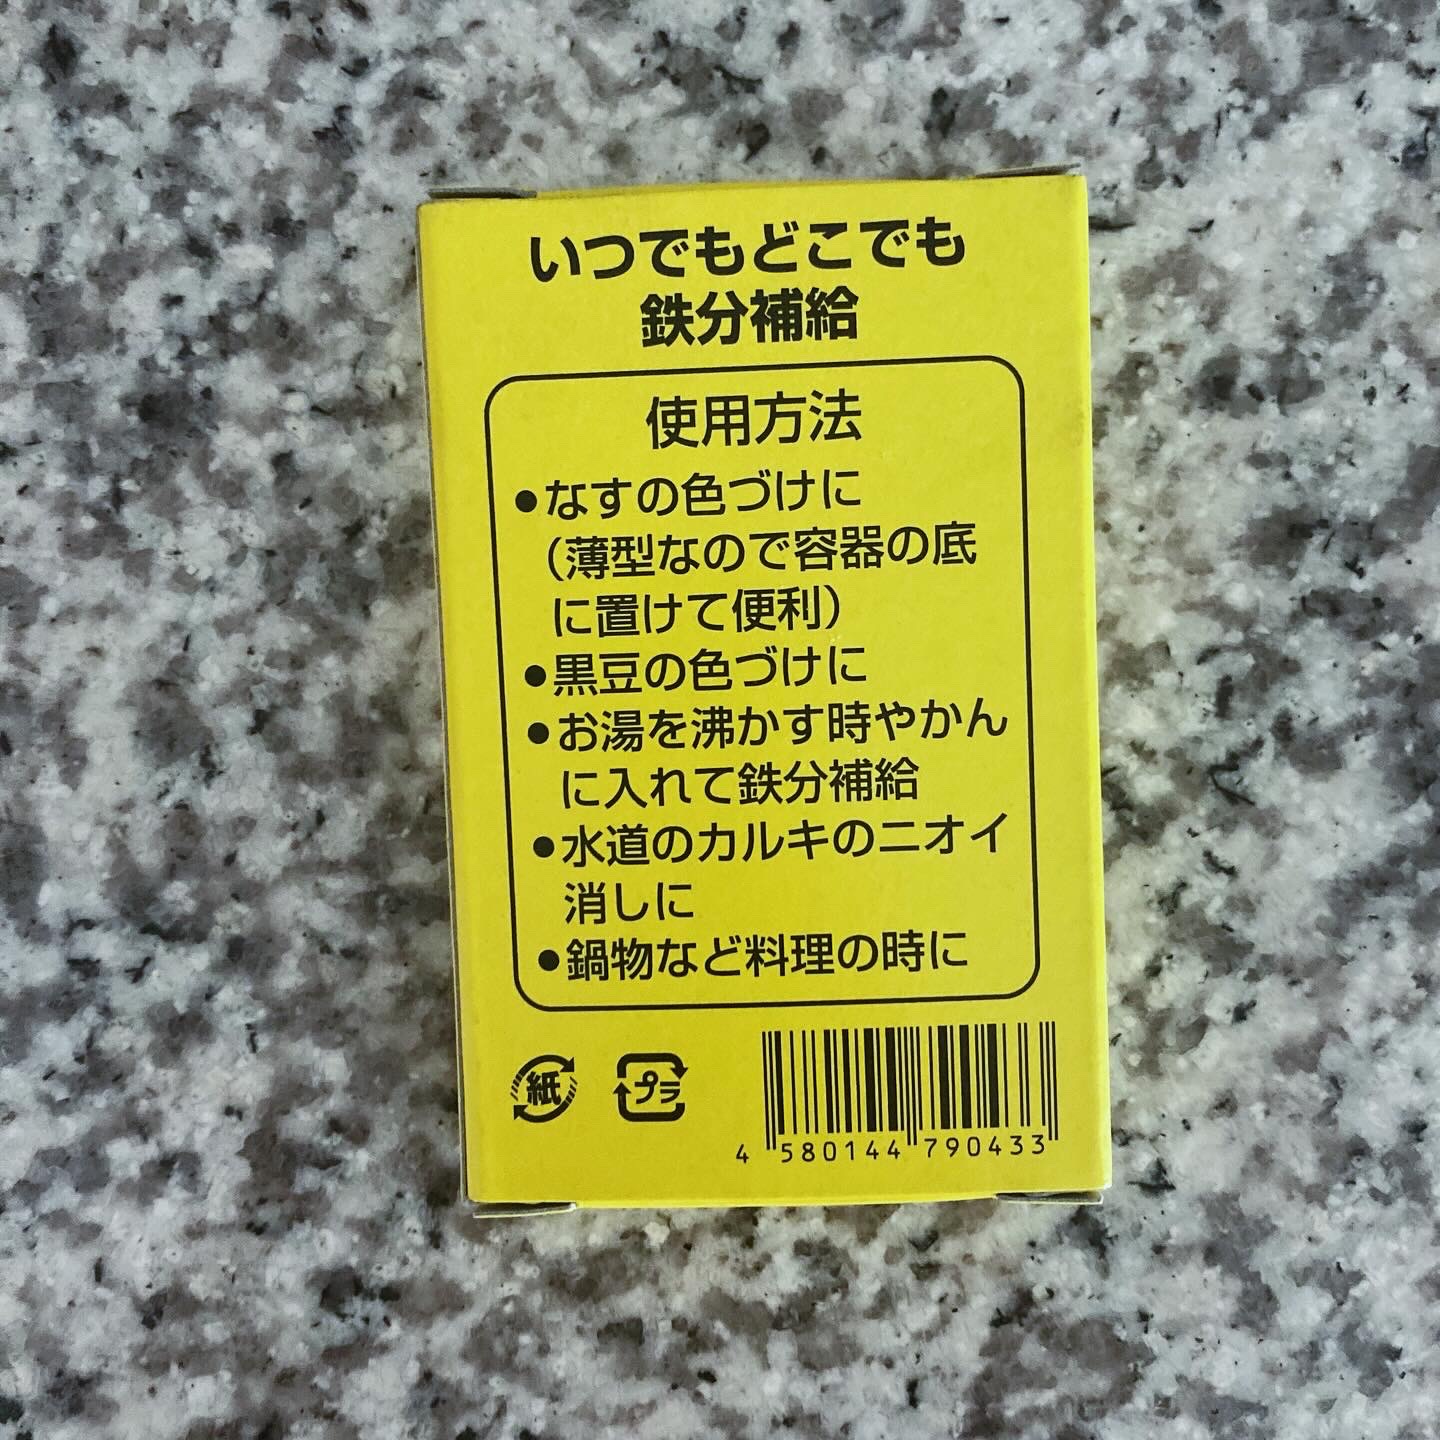 いつでもどこでも
鉄分補給
使用方法
●なすの色づけに
（薄型なので容器の底
に置けて便利）
●黒豆の色づけに
●お湯を沸かす時やかん
に入れて鉄分補給
●水道のカルキのニオイ
消しに
●鍋物など料理の時に
紙 プラ
4 580144 790433